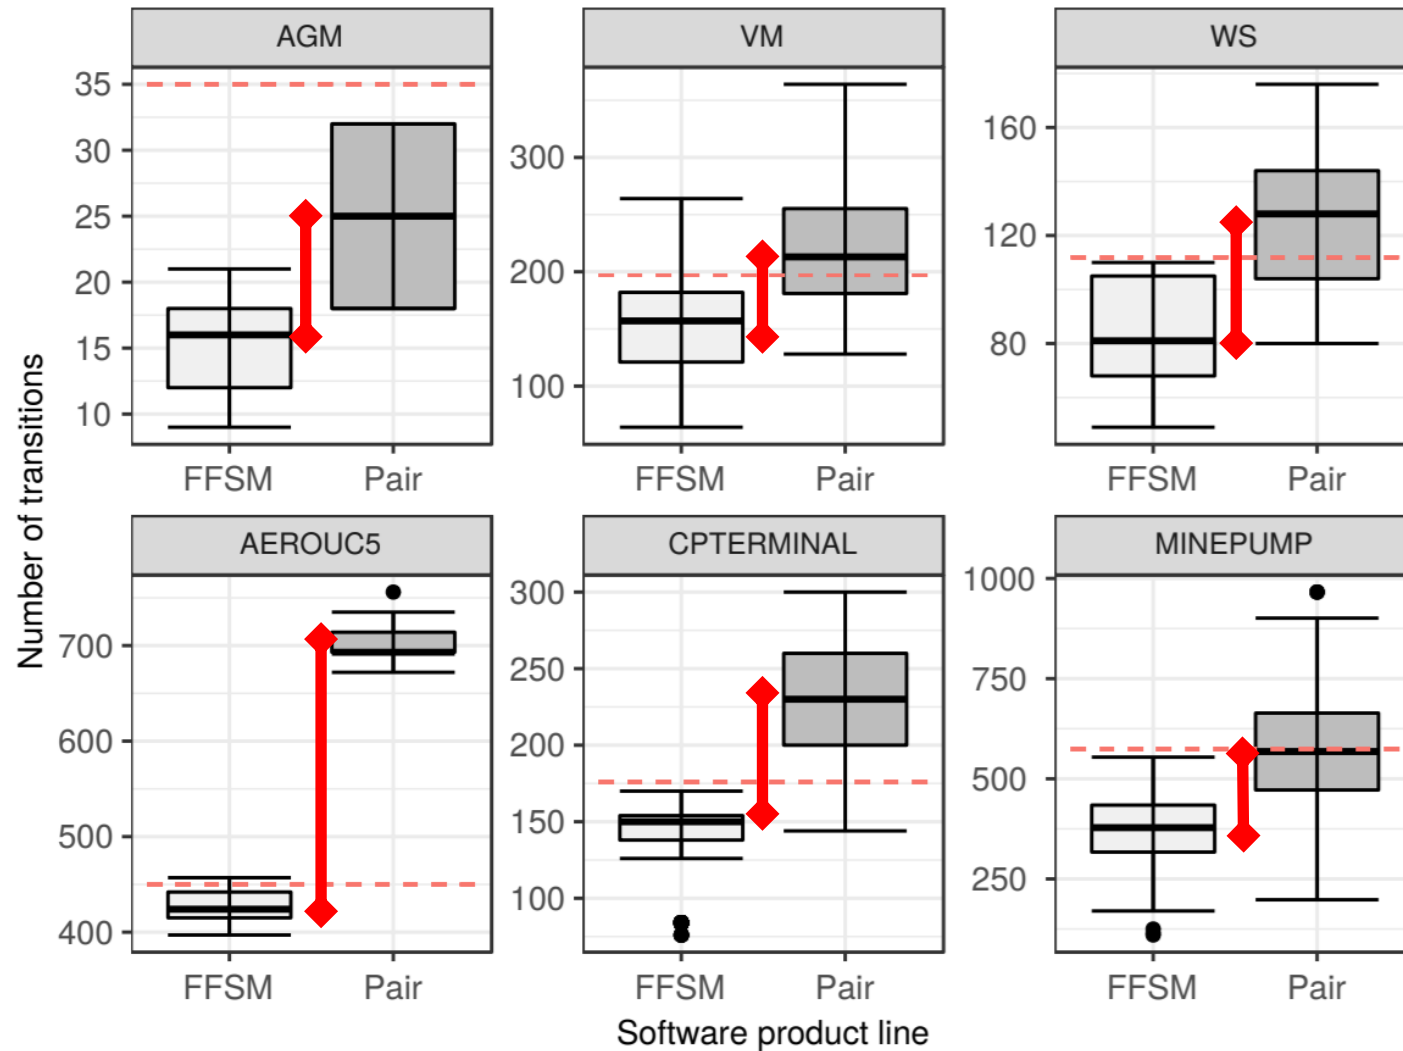 AGM
VM
WS
35
30
25
20
15
10
300
200
100
160
120
80
FFSM Pair
FFSM Pair
FFSM Pair
Number of transitions
AEROUC5
CPTERMINAL
MINEPUMP
700
600
500
400
300
250
200
150
100
1000
750
500
250
FFSM Pair
FFSM Pair
FFSM Pair
Software product line